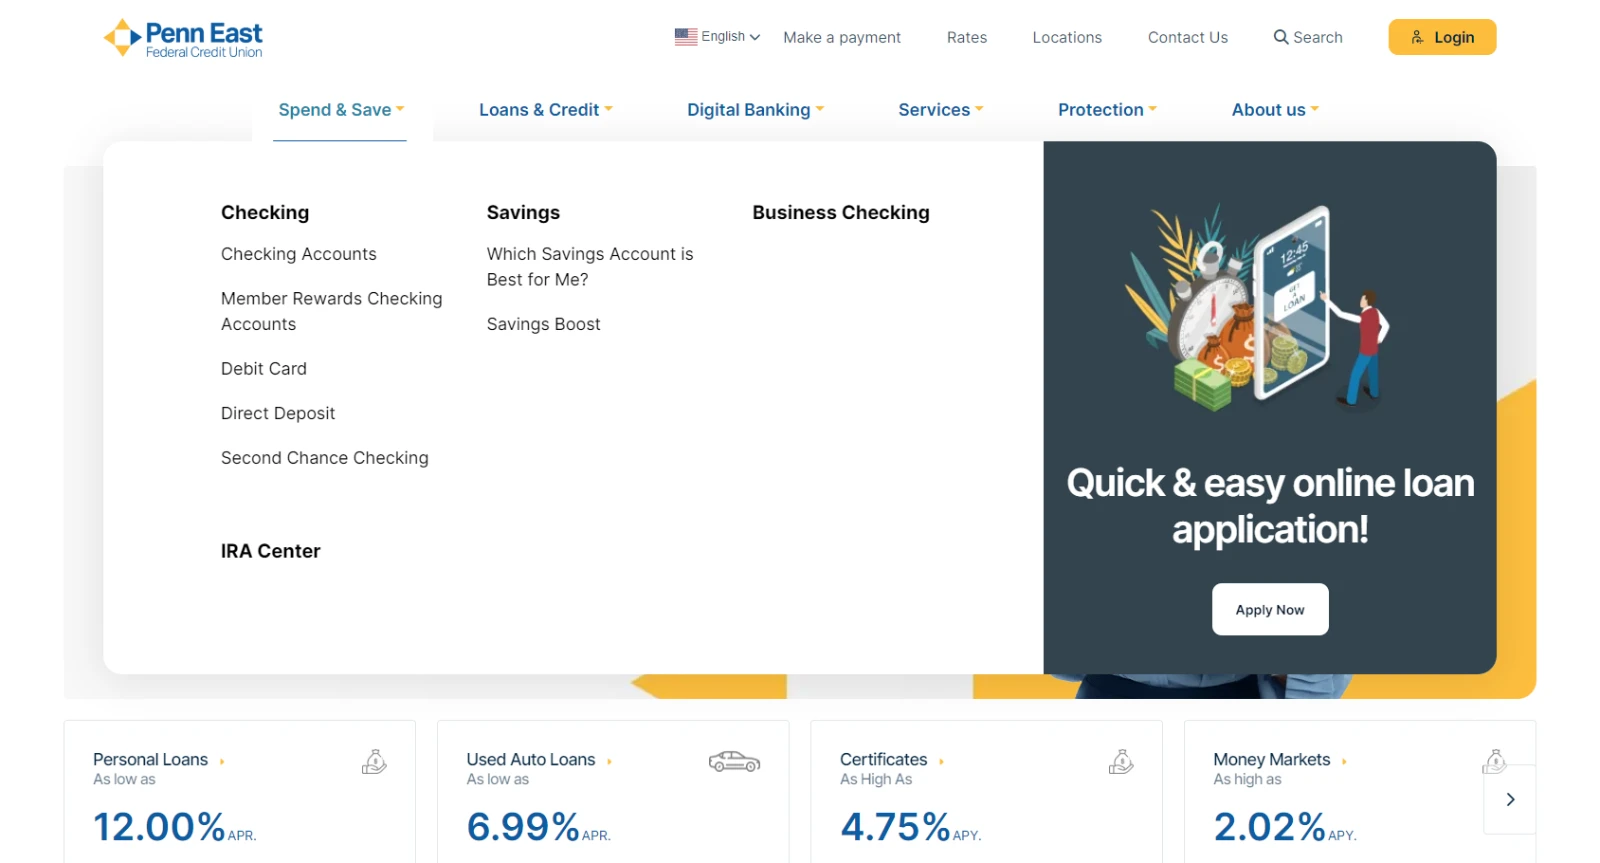 Penn East
Federal Credit Union
English
Make a payment
Rates
Locations
Contact Us
Search
Login
Spend & Save
Loans & Credit
Digital Banking
Services
Protection
About us
Checking
Checking Accounts
Member Rewards Checking
Accounts
Debit Card
Direct Deposit
Second Chance Checking
IRA Center
Savings
Which Savings Account is
Best for Me?
Savings Boost
Business Checking
12:45
GET
A
LOAN
Quick & easy online loan
application!
Apply Now
Personal Loans
As low as
12.00% APR.
Used Auto Loans
As low as
6.99% APR.
Certificates
As High As
4.75% APY.
Money Markets
As high as
2.02% APY.